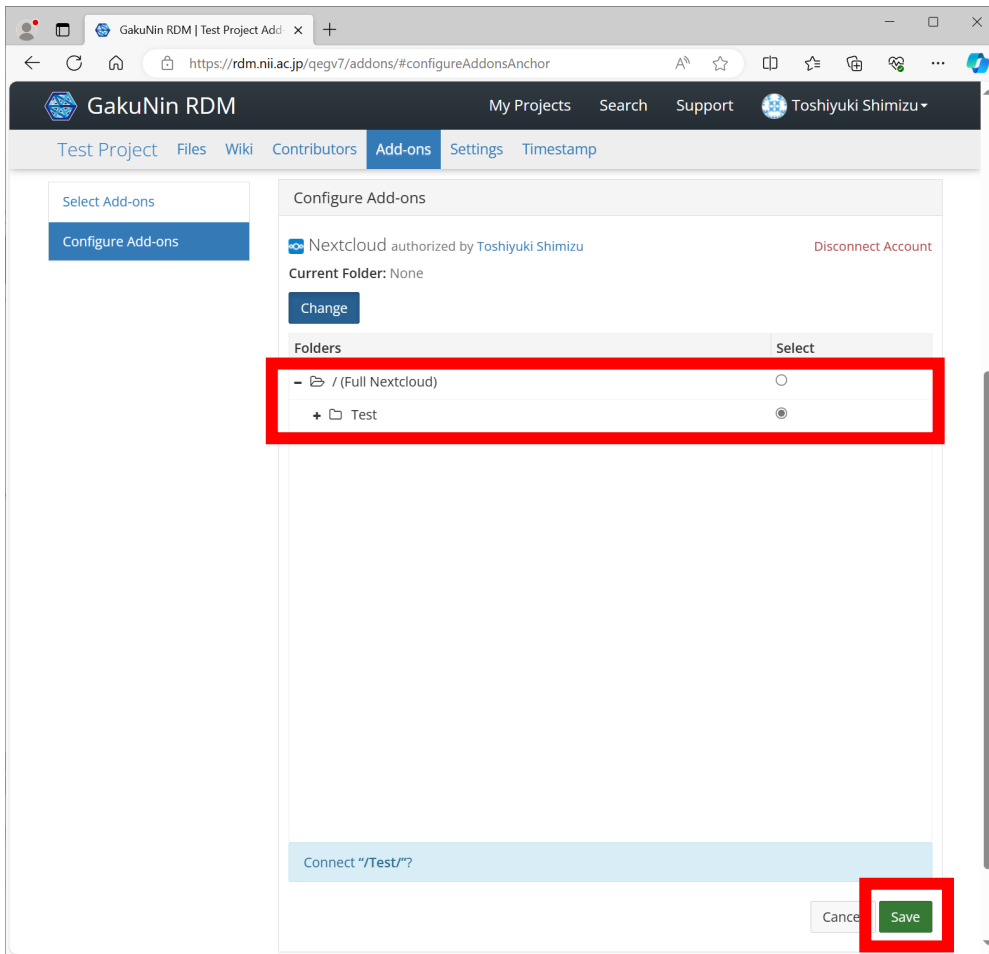 GakuNin RDM | Test Project Add-
https://rdm.nii.ac.jp/qegv7/addons/#configureAddonsAnchor
GakuNin RDM My Projects Search Support Toshiyuki Shimizu
Test Project Files Wiki Contributors Add-ons Settings Timestamp
Select Add-ons
Configure Add-ons
Configure Add-ons
Nextcloud authorized by Toshiyuki Shimizu Disconnect Account
Current Folder: None
Change
Folders Select
/ (Full Nextcloud)
Test
Connect “/Test/”?
Cance Save